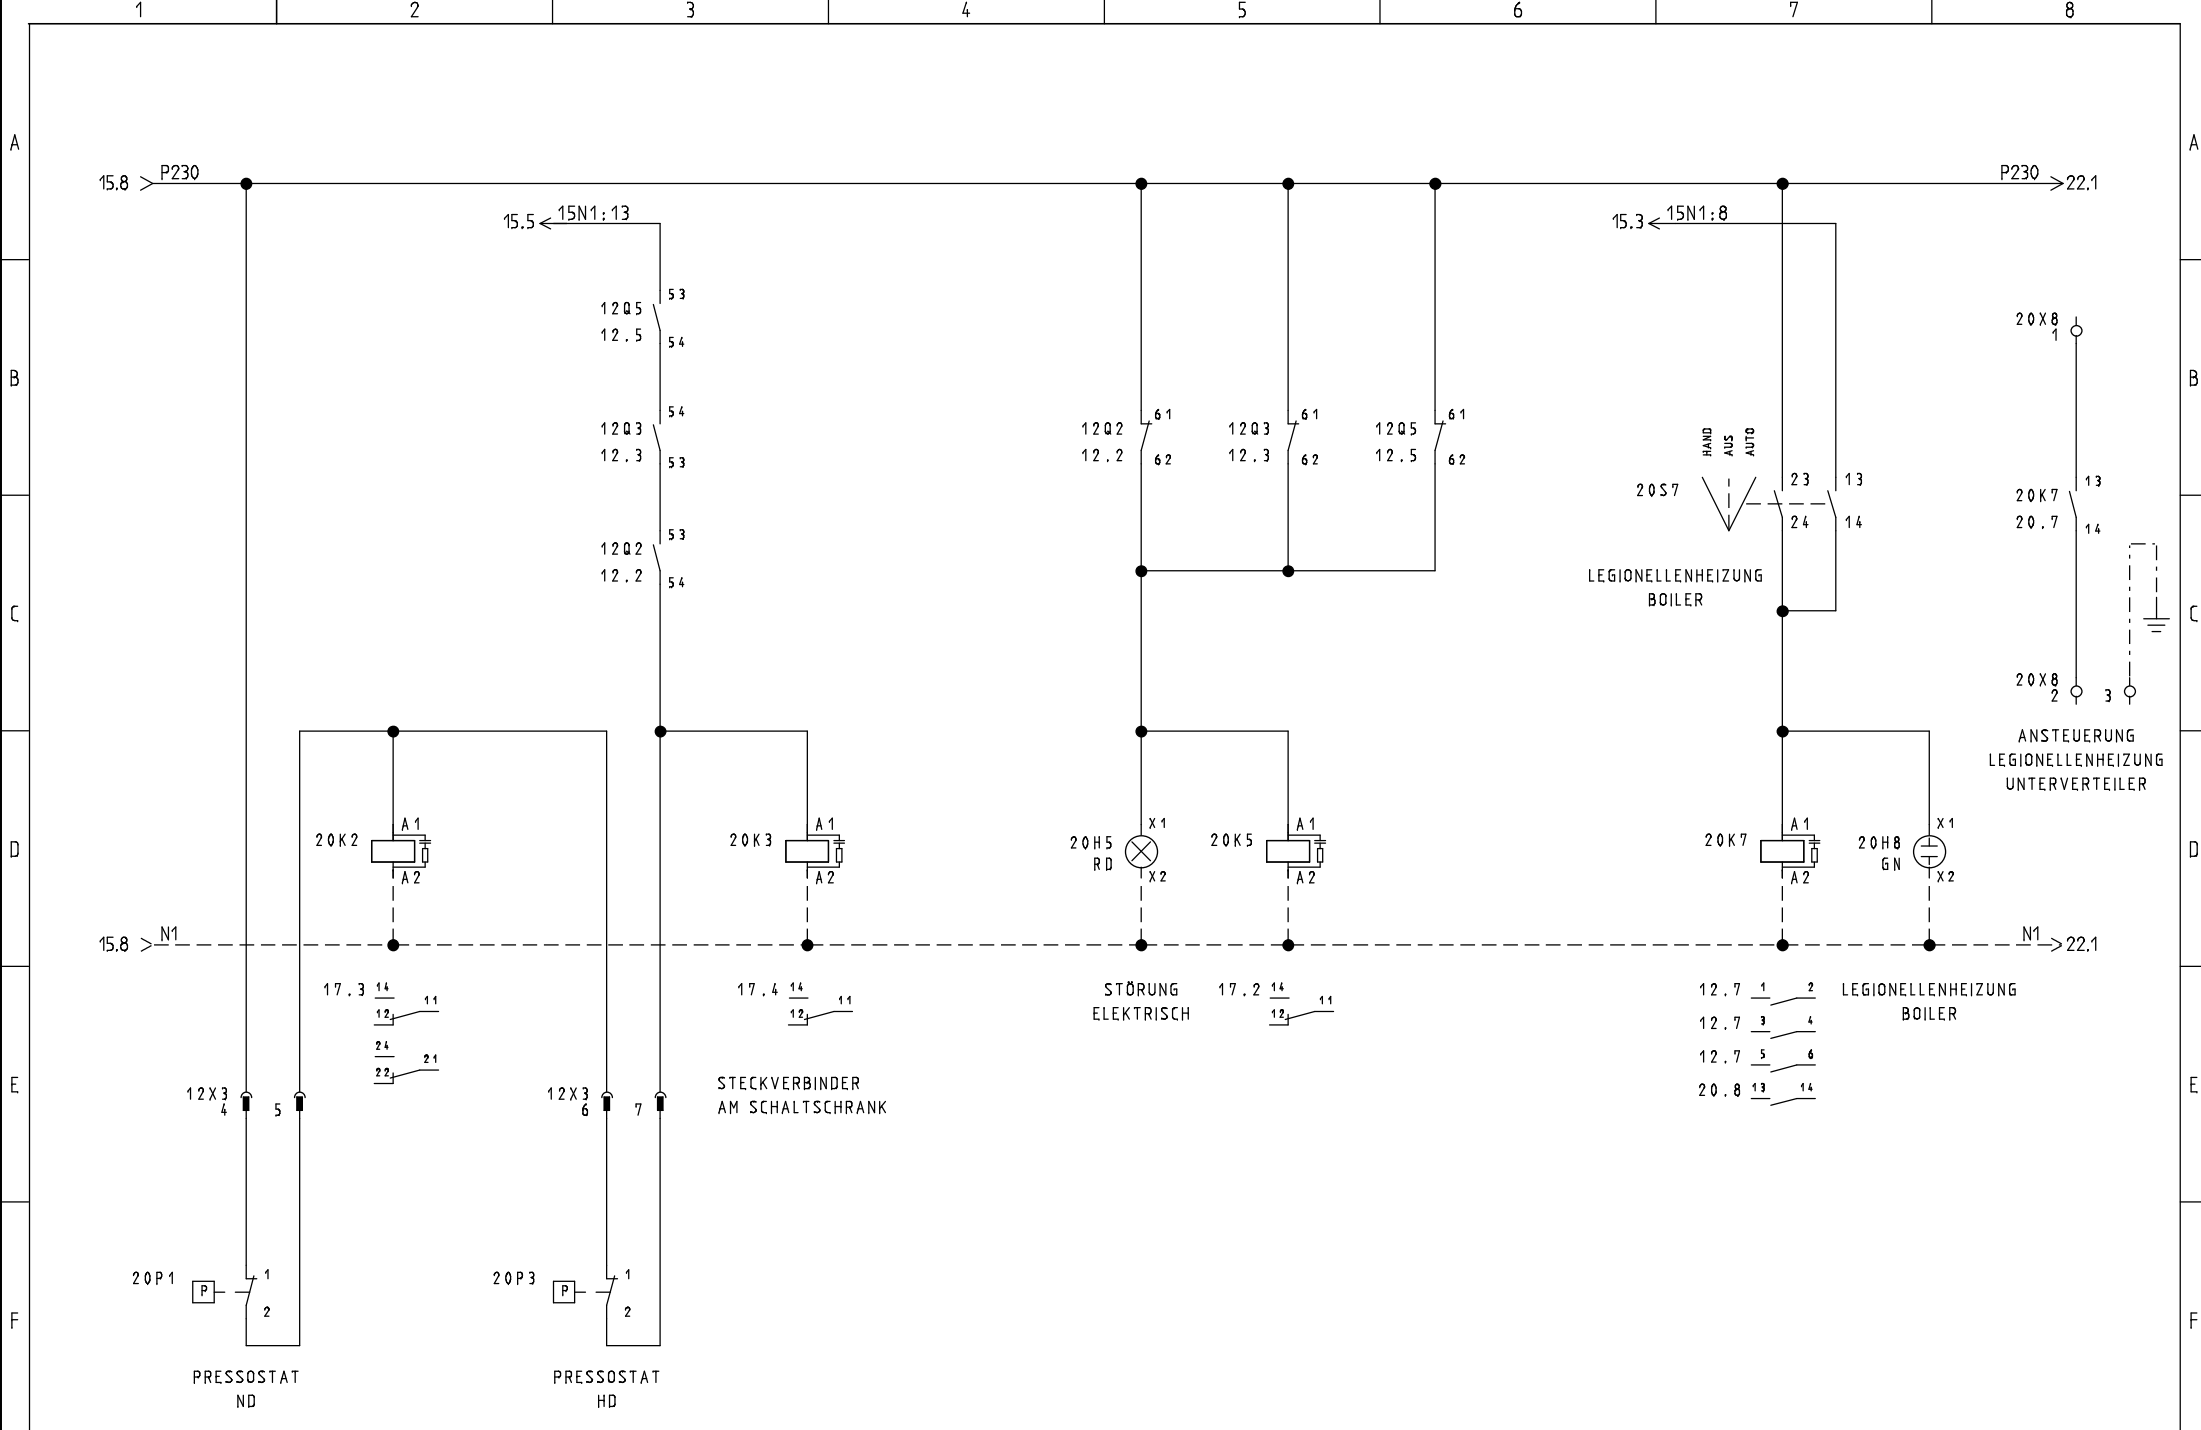 1 2 3 4 5 6 7 8
A A
15.8 P230 P230 22.1
15.5 15N1:13 15.3 15N1:8
53
12Q5
12.5
54
20X8
1
B B
54
12Q3
12.3
53
61 61 61
12Q2 12Q3 12Q5
12.2 12.3 12.5
62 62 62
HAND
AUS
AUTO
20S7
23 13
24 14
13
20K7
20.7
14
53
12Q2
12.2
54
LEGIONELLENHEIZUNG
BOILER
C C
20X8
2 3
ANSTEUERUNG
LEGIONELLENHEIZUNG
UNTERVERTEILER
D D
A1 A1 X1 A1 A1 X1
20K2 20K3 20H5 20K5 20K7 20H8
RD GN
A2 A2 X2 A2 A2 X2
15.8 N1 N1 22.1
17.3 14 11
12
24 21
22
17.4 14 11
12
STÖRUNG
ELEKTRISCH
17.2 14 11
12
12.7 1 2
12.7 3 4
12.7 5 6
20.8 13 14
LEGIONELLENHEIZUNG
BOILER
E E
12X3 12X3
4 5 6 7
STECKVERBINDER
AM SCHALTSCHRANK
20P1 P 1
2
20P3 P 1
2
F F
PRESSOSTAT
ND
PRESSOSTAT
HD